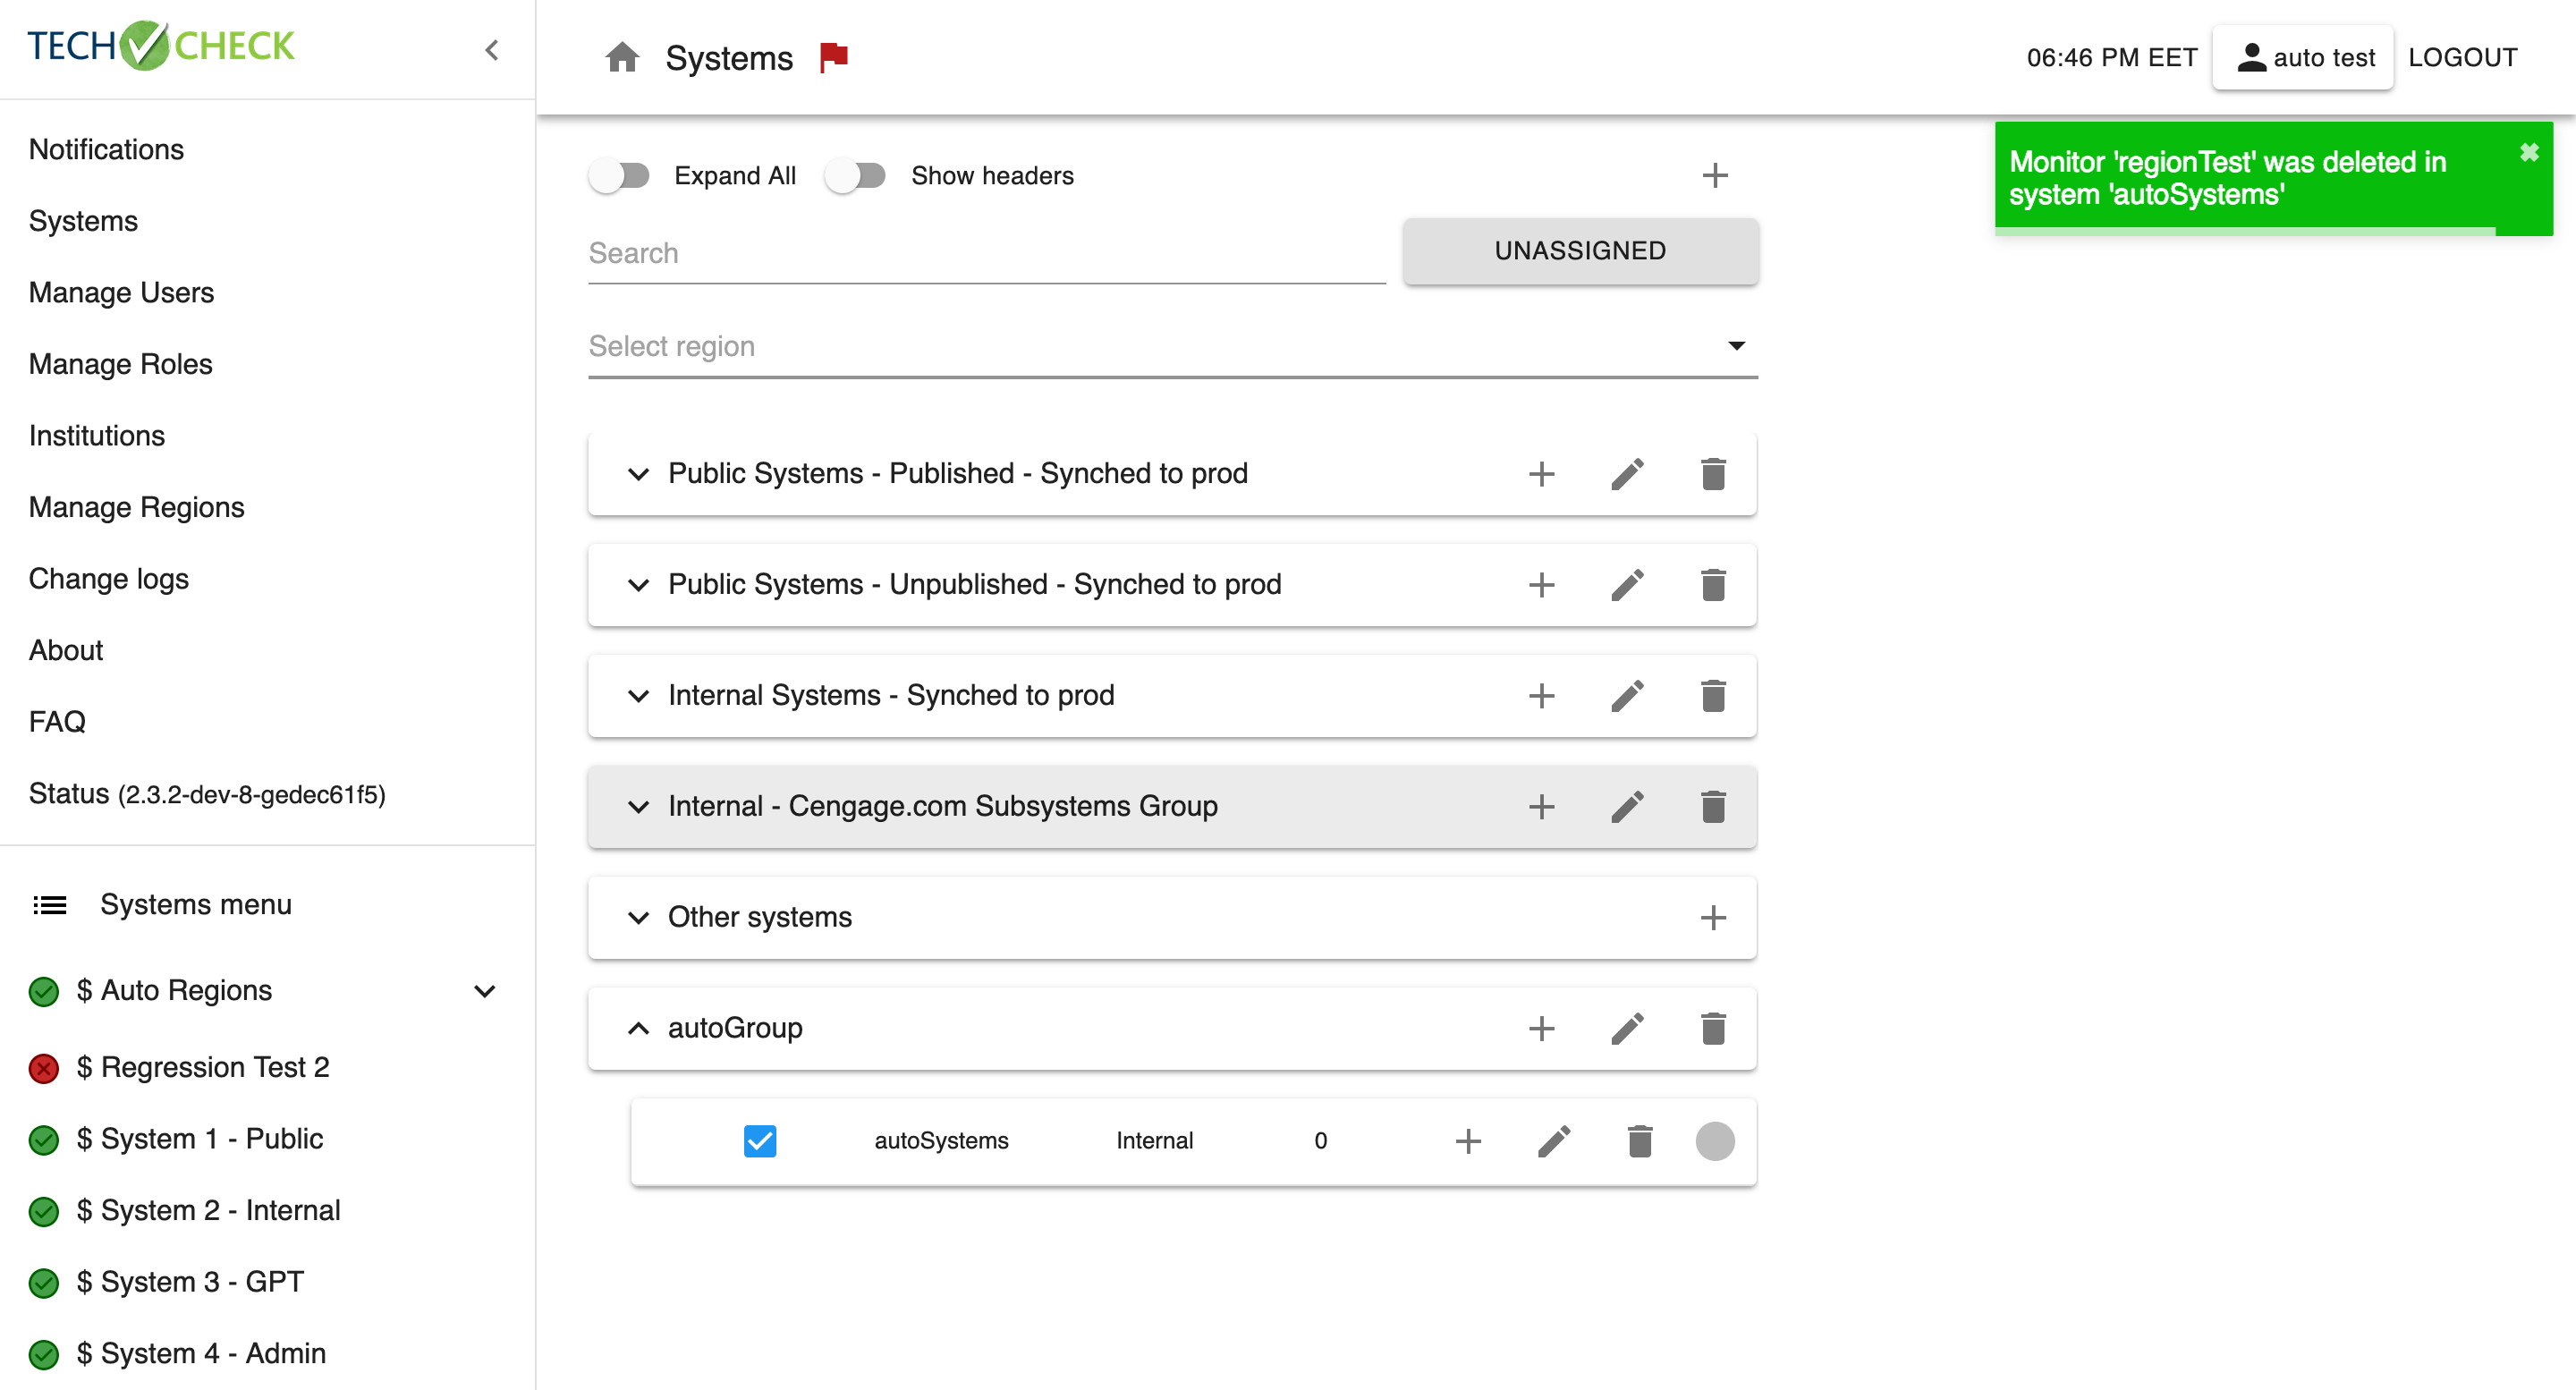 TECH CHECK
Notifications
Systems
Manage Users
Manage Roles
Institutions
Manage Regions
Change logs
About
FAQ
Status (2.3.2-dev-8-gedec61f5)
Systems menu
$ Auto Regions
$ Regression Test 2
$ System 1 - Public
$ System 2 - Internal
$ System 3 - GPT
$ System 4 - Admin
Systems
06:46 PM EET
auto test
LOGOUT
Monitor 'regionTest' was deleted in
system 'autoSystems'
Expand All
Show headers
Search
UNASSIGNED
Select region
Public Systems - Published - Synched to prod
Public Systems - Unpublished - Synched to prod
Internal Systems - Synched to prod
Internal - Cengage.com Subsystems Group
Other systems
autoGroup
autoSystems Internal 0